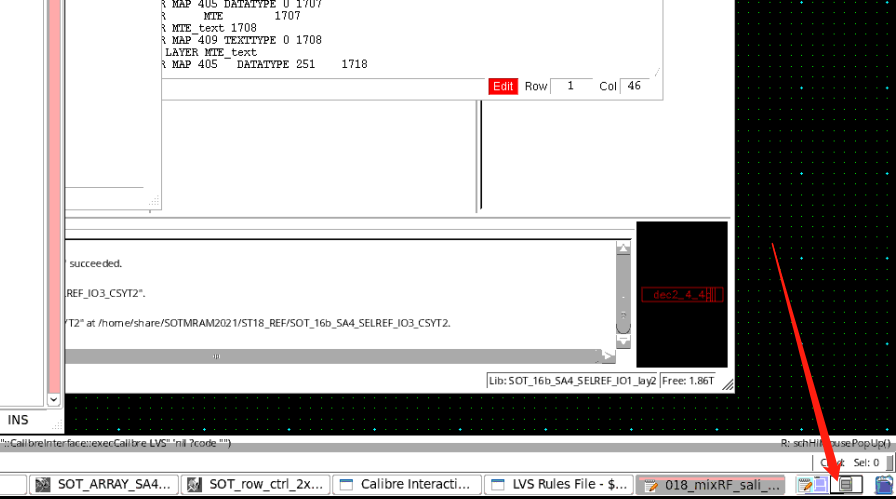 R MAP 405 DATATYPE 0 1707
R MTE 1707
R MTE_text 1708
R MAP 409 TEXTTYPE 0 1708
LAYER MTE_text
R MAP 405 DATATYPE 251 1718
Edit Row 1 Col 46
succeeded.
.REF_IO3_CSYT2".
/T2" at /home/share/SOTMRAM2021/ST18_REF/SOT_16b_SA4_SELREF_IO3_CSYT2.
deo2_4_4
Lib: SOT_16b_SA4_SELREF_IO1_lay2 Free: 1.86T
INS
"::CalibreInterface::execCalibre LVS" 'nil ?code "")
R: schHiMousePopUp()
Cmd: Sel: 0
SOT_ARRAY_SA4... SOT_row_ctrl_2x... Calibre Interacti... LVS Rules File - $... 018_mixRF_sali_...